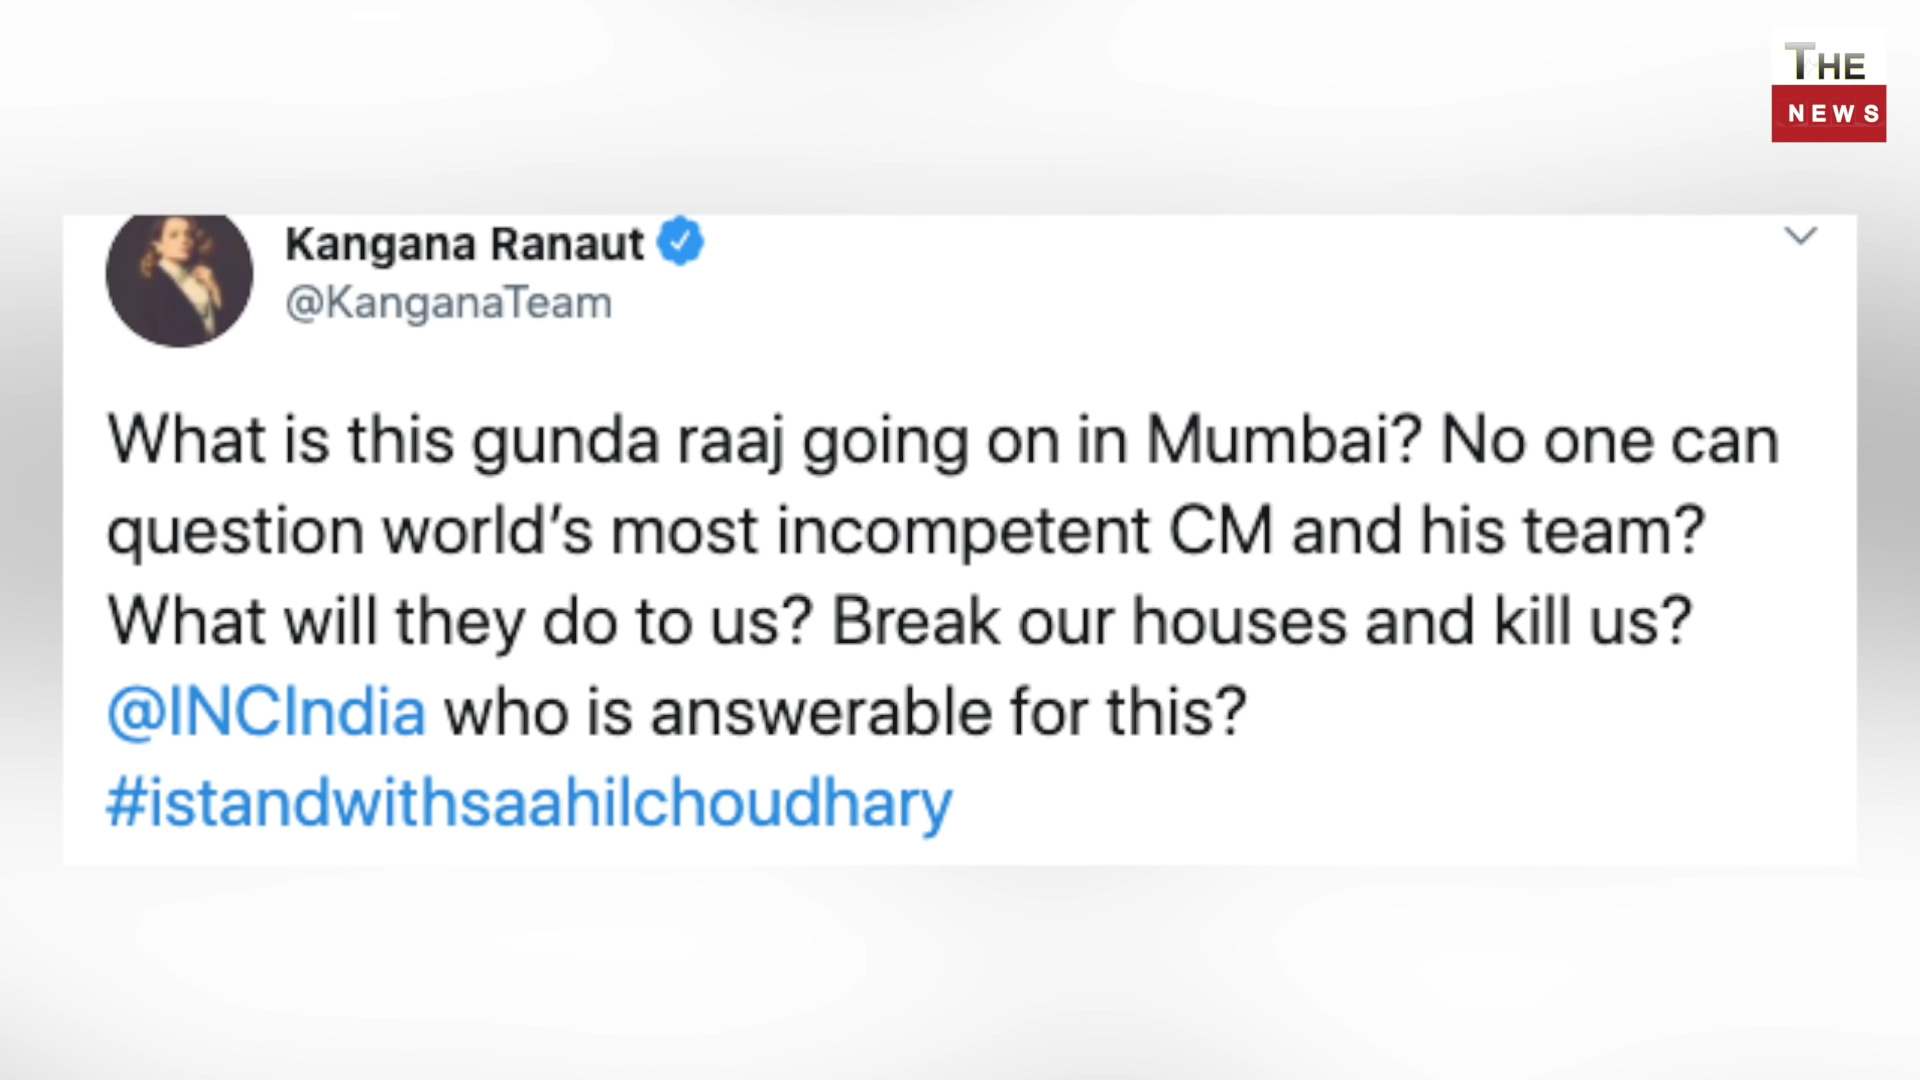 THE
NEWS
Kangana Ranaut
@KanganaTeam
What is this gunda raaj going on in Mumbai? No one can
question world’s most incompetent CM and his team?
What will they do to us? Break our houses and kill us?
@INCIndia who is answerable for this?
#istandwithsaahilchoudhary